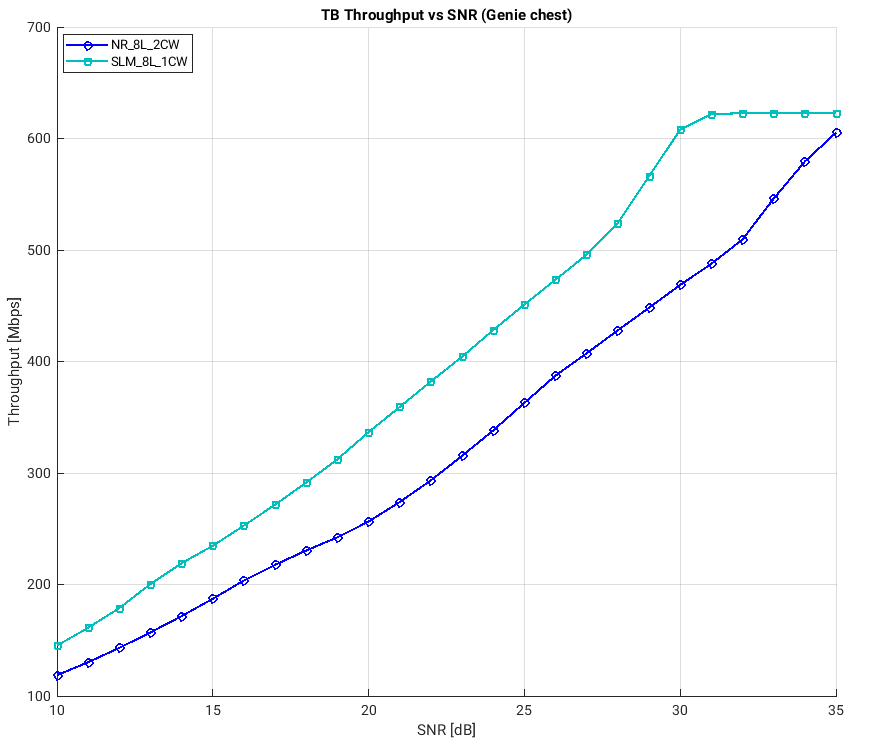 TB Throughput vs SNR (Genie chest)
NR_8L_2CW
SLM_8L_1CW
700
600
500
400
300
200
100
Throughput [Mbps]
10 15 20 25 30 35
SNR [dB]